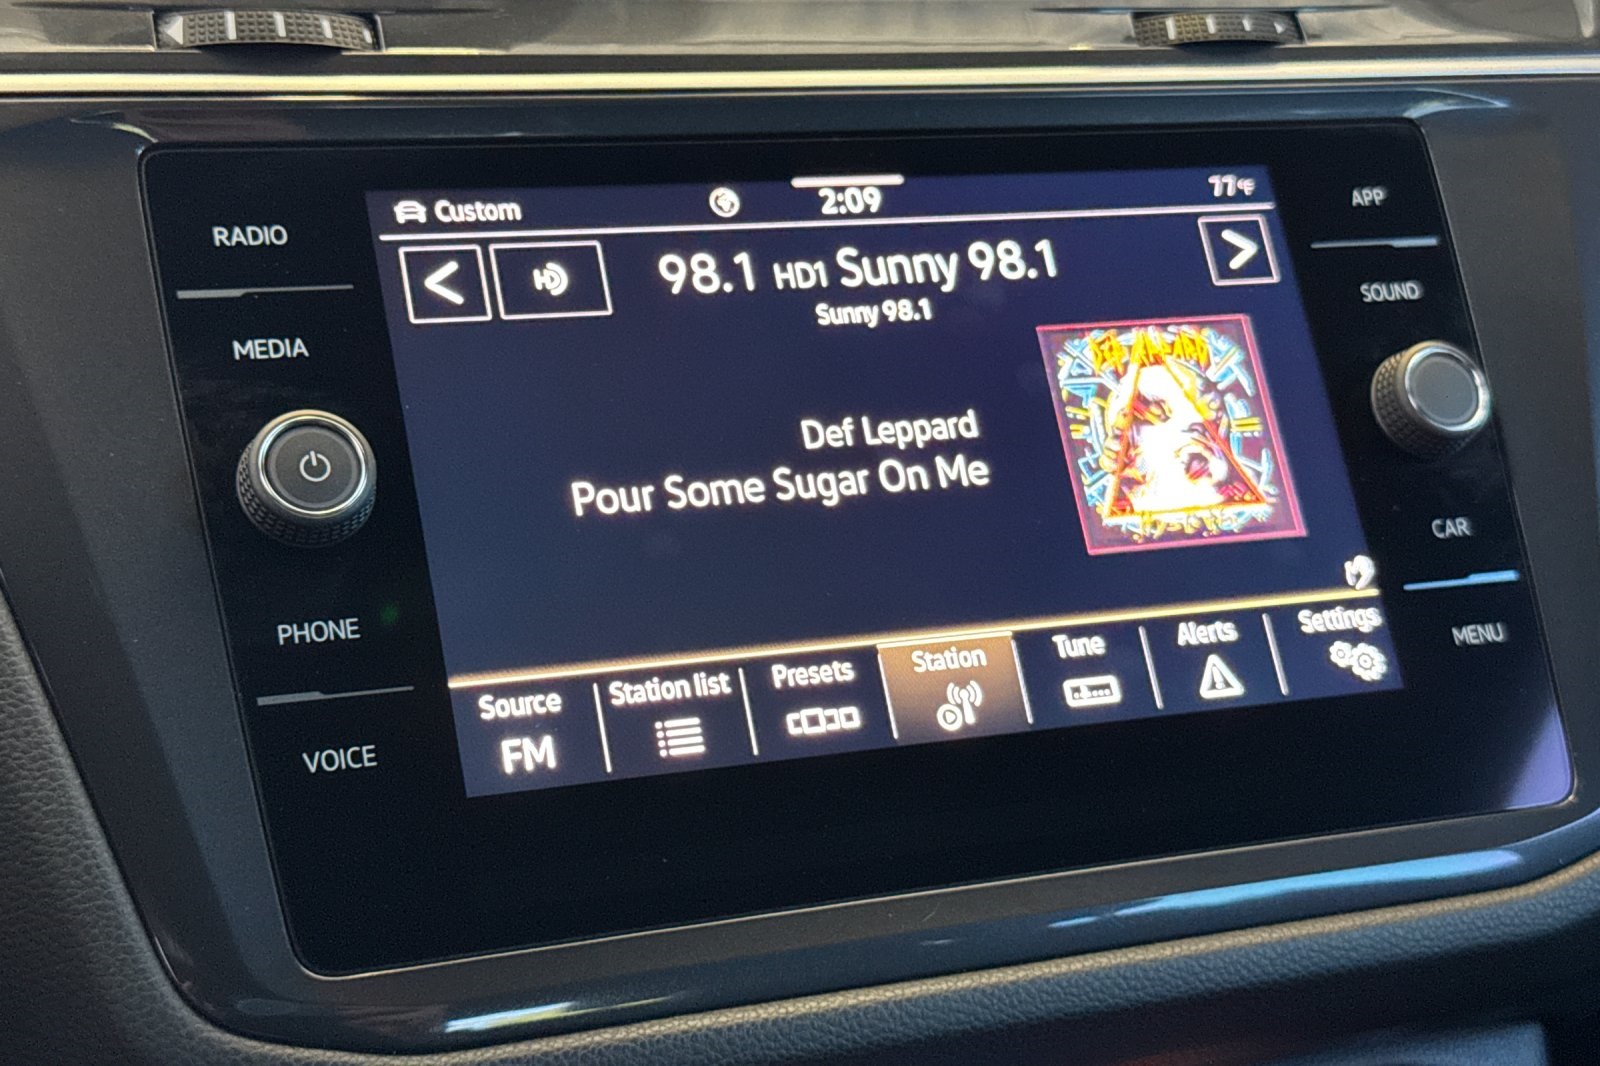 RADIO
MEDIA
PHONE
VOICE
Custom
2:09
77°F
HD
98.1 HD1 Sunny 98.1
Sunny 98.1
Def Leppard
Pour Some Sugar On Me
DEF LEPPARD
HYSTERIA
Source
FM
Station list
Presets
Station
Tune
Alerts
Settings
APP
SOUND
CAR
MENU